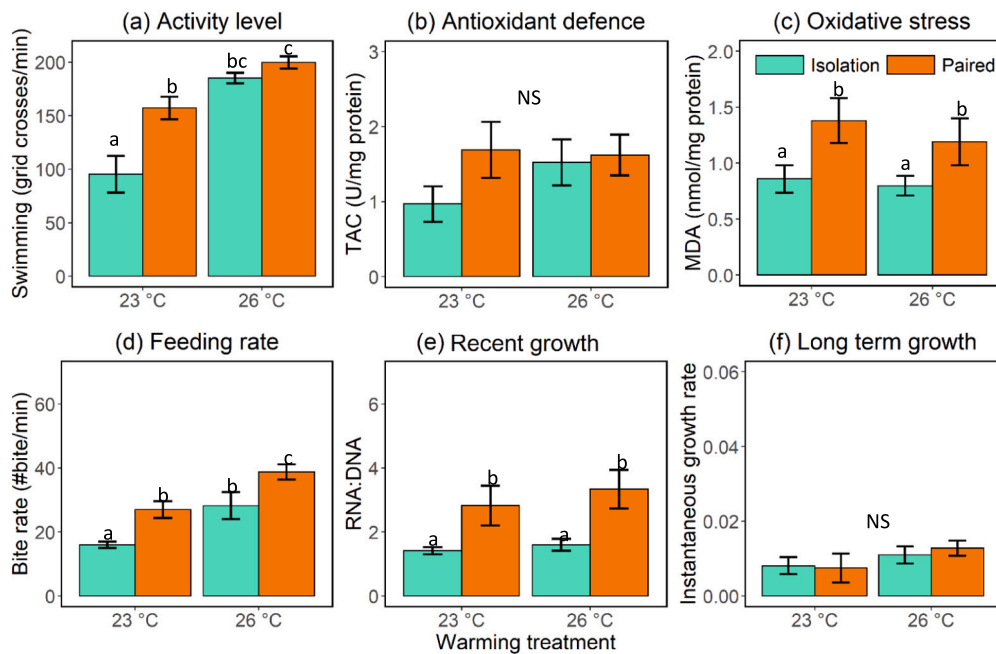 (a) Activity level
Swimming (grid crosses/min)
200
150
100
50
0
a
b
bc
c
23 °C
26 °C
(b) Antioxidant defence
TAC (U/mg protein)
3
2
1
0
NS
23 °C
26 °C
(c) Oxidative stress
MDA (nmol/mg protein)
2.0
1.5
1.0
0.5
0.0
Isolation
Paired
a
b
a
b
23 °C
26 °C
(d) Feeding rate
Bite rate (#bite/min)
60
40
20
0
a
b
b
c
23 °C
26 °C
(e) Recent growth
RNA:DNA
6
4
2
0
a
b
a
b
23 °C
26 °C
(f) Long term growth
Instantaneous growth rate
0.06
0.04
0.02
0.00
NS
23 °C
26 °C
Warming treatment